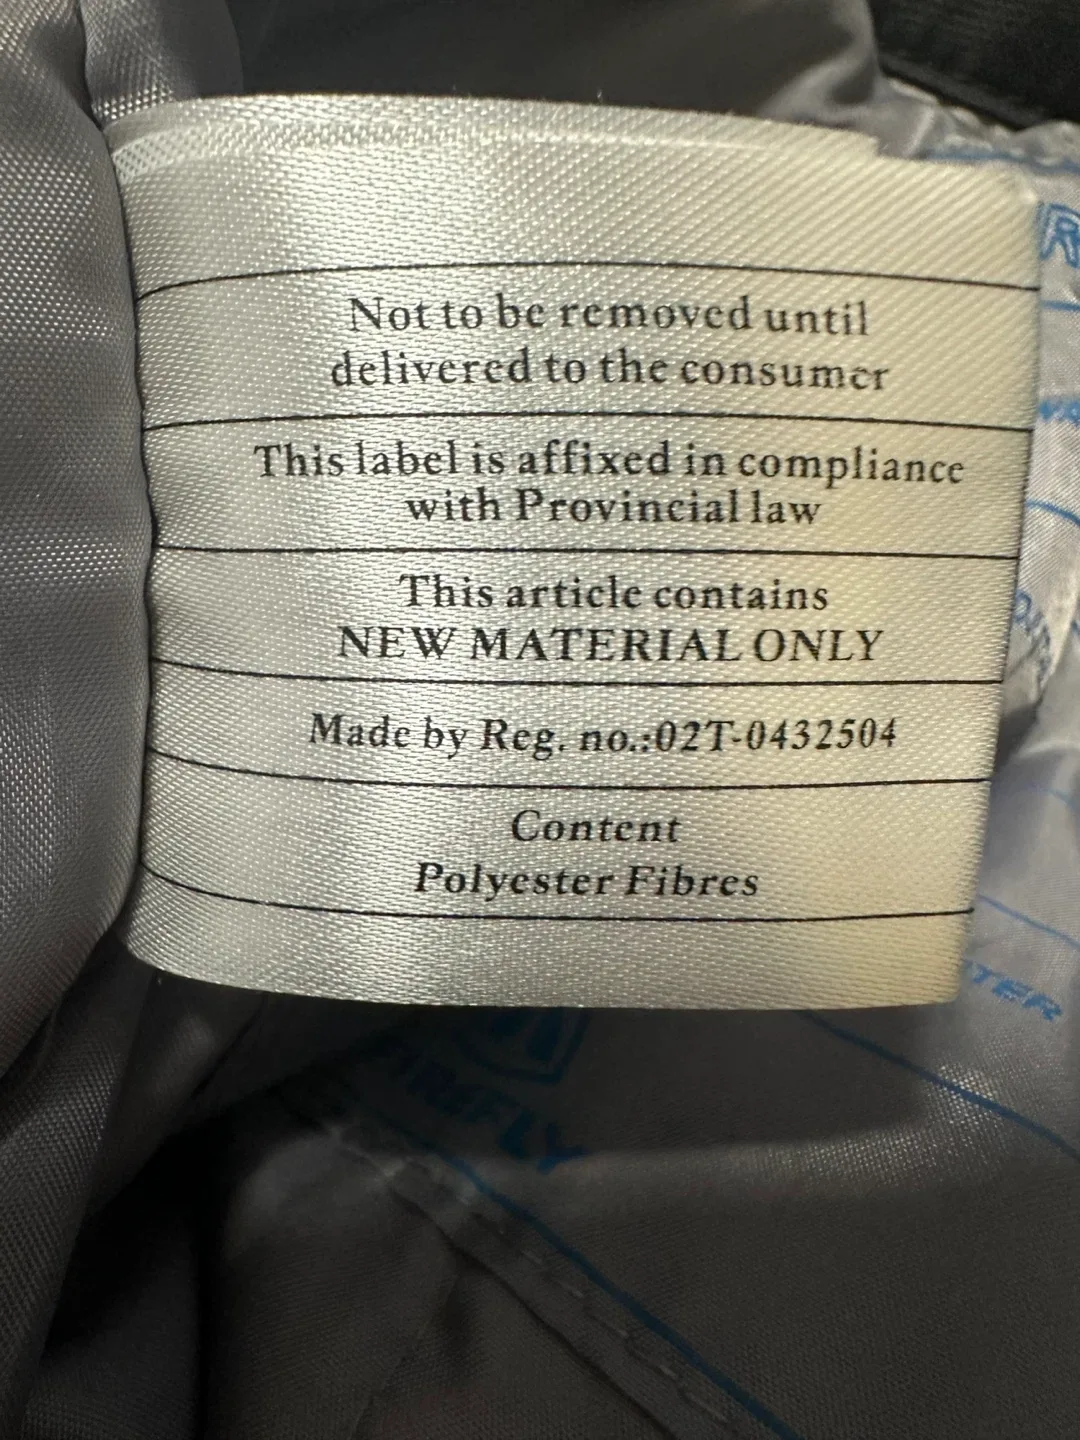 Not to be removed until
delivered to the consumer
This label is affixed in compliance
with Provincial law
This article contains
NEW MATERIAL ONLY
Made by Reg. no.:02T-0432504
Content
Polyester Fibres
FIREFLY